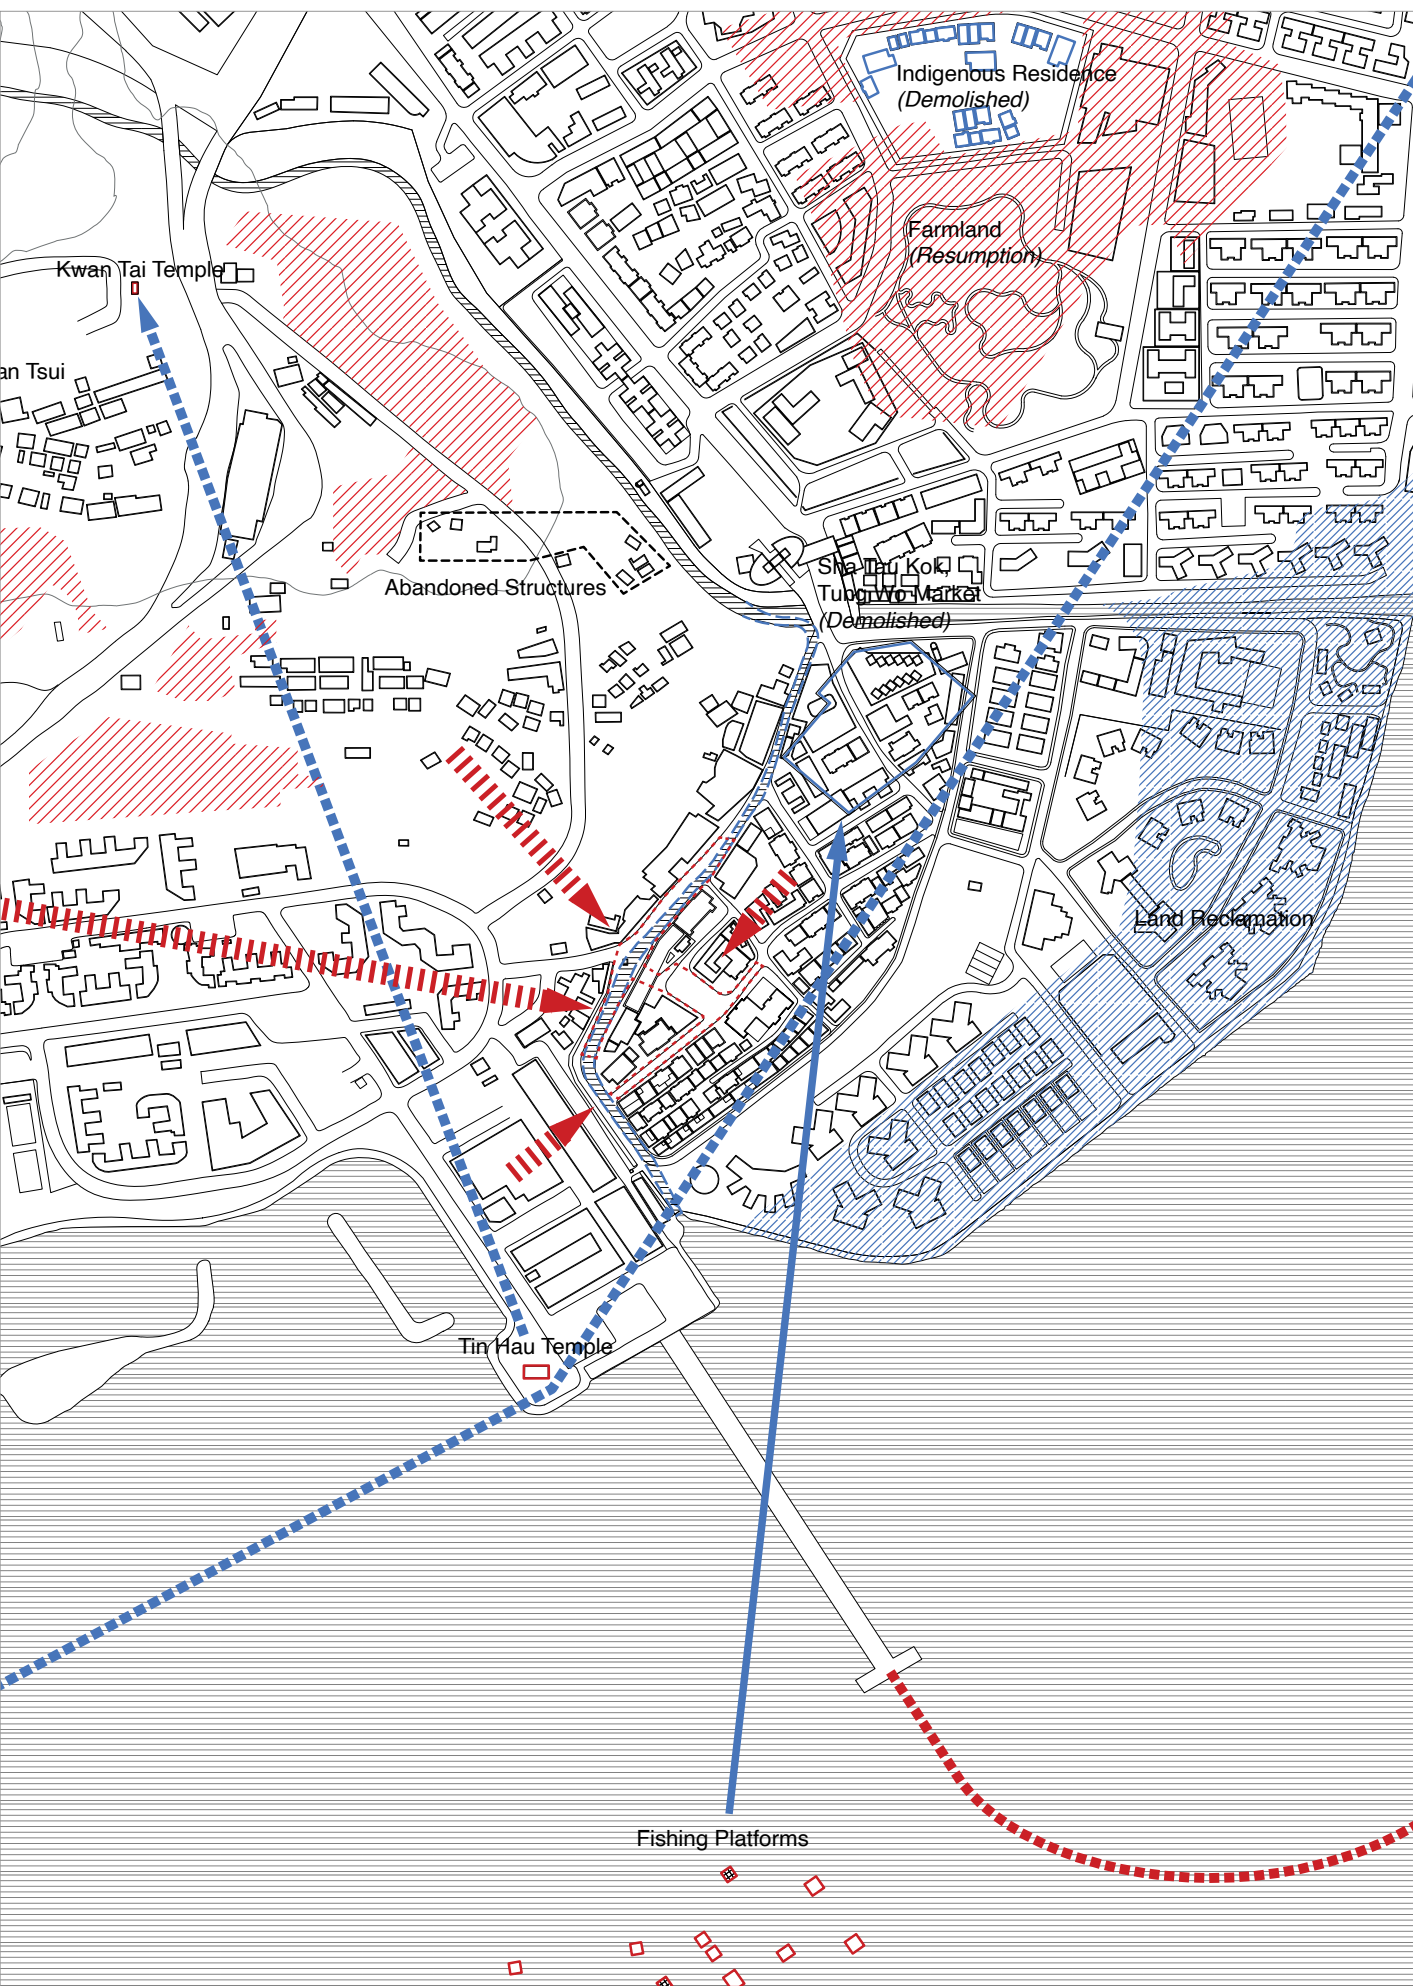 Indigenous Residence
(Demolished)
Farmland
(Resumption)
Kwan Tai Temple
an Tsui
Abandoned Structures
Sha Tau Kok,
Tung Wo Market
(Demolished)
Land Reclamation
Tin Hau Temple
Fishing Platforms